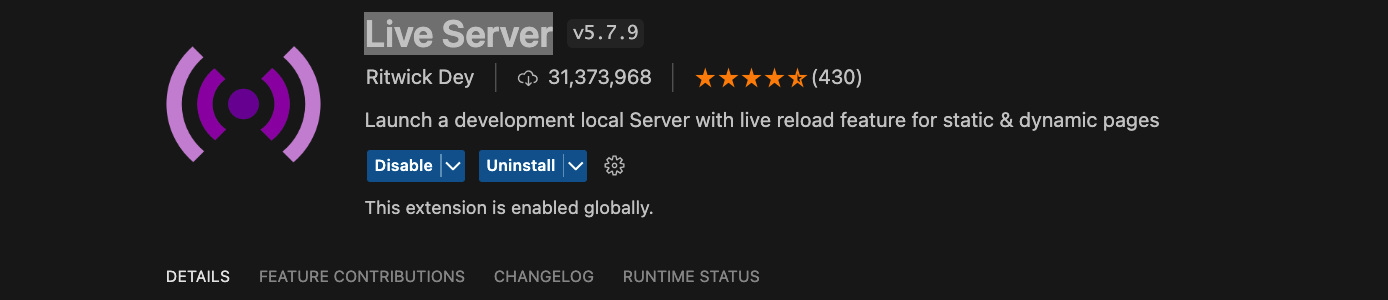 Live Server v5.7.9
Ritwick Dey 31,373,968 (430)
Launch a development local Server with live reload feature for static & dynamic pages
Disable Uninstall
This extension is enabled globally.
DETAILS FEATURE CONTRIBUTIONS CHANGELOG RUNTIME STATUS